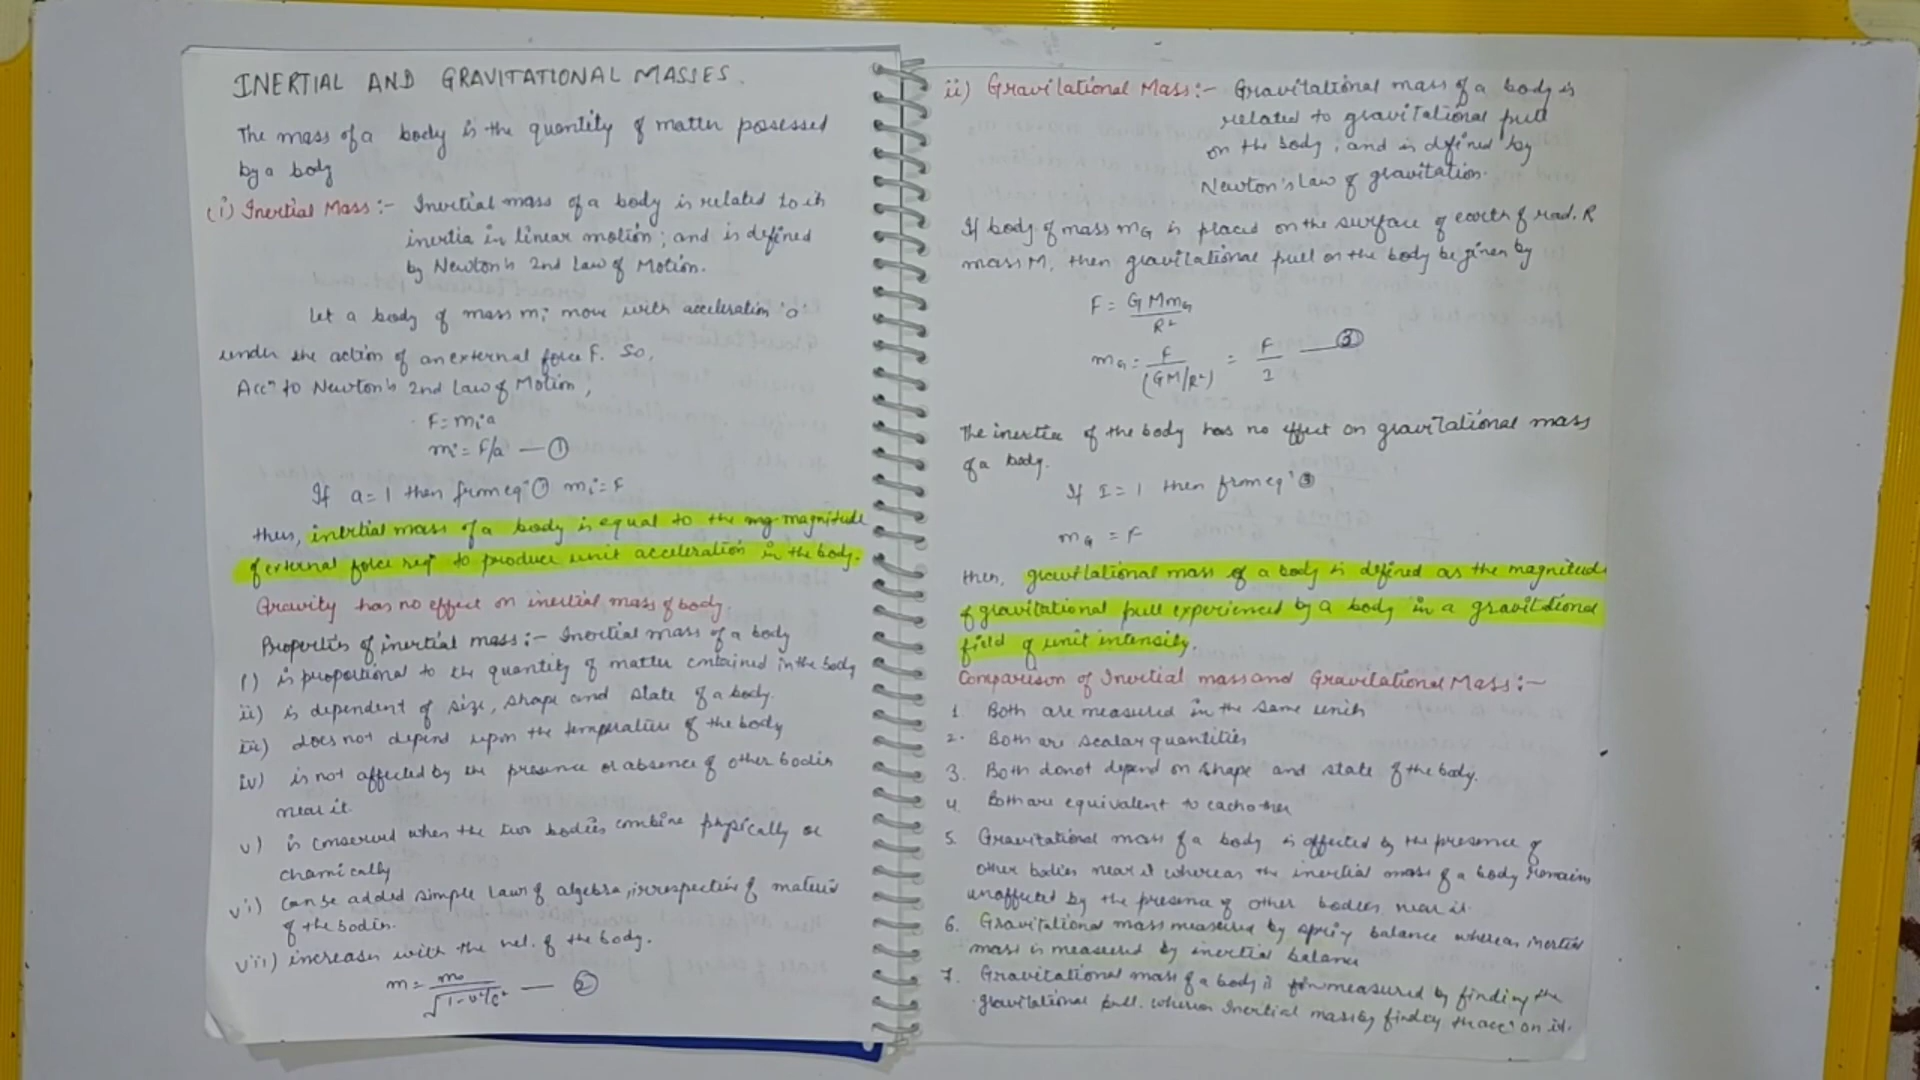 INERTIAL AND GRAVITATIONAL MASSES.
The mass of a body is the quantity of matter possessed
by a body
(i) Inertial Mass:- Inertial mass of a body is related to its
inertia in linear motion; and is defined
by Newton's 2nd Law of Motion.
Let a body of mass mi move with acceleration 'a'
under the action of an external force F. So,
Accn to Newton's 2nd Law of Motion,
F = mia
mi = F/a — ①
If a = 1 then from eqn ① mi = F
thus, inertial mass of a body is equal to the mg magnitude
of external force reqd to produce unit acceleration in the body.
Gravity has no effect on inertial mass of body
Properties of inertial mass:- Inertial mass of a body
i) is proportional to the quantity of matter contained in the body
ii) is dependent of size, shape and state of a body.
iii) does not depend upon the temperature of the body
iv) is not affected by the presence or absence of other bodies
near it
v) is conserved when the two bodies combine physically or
chemically
vi) can be added simple law of algebra, irrespective of materis
of the bodies.
vii) increases with the vel. of the body.
m = mo / √1-v²/c² — ②
ii) Gravitational Mass:- Gravitational mass of a body is
related to gravitational pull
on the body, and is defined by
Newton's Law of gravitation.
If body of mass mG is placed on the surface of earth of rad. R
mass M, then gravitational pull on the body be given by
F = GMmG / R²
mG = F / (GM/R²) = F / I — ③
The inertia of the body has no effect on gravitational mass
of a body.
If I = 1 then from eqn ③
mG = F
then, gravitational mass of a body is defined as the magnitude
of gravitational pull experienced by a body in a gravitational
field of unit intensity.
Comparison of Inertial mass and Gravitational Mass:-
1. Both are measured in the same units
2. Both are scalar quantities
3. Both donot depend on shape and state of the body.
4. Both are equivalent to each other
5. Gravitational mass of a body is affected by the presence of
other bodies near it whereas the inertial mass of a body remains
unaffected by the presence of other bodies near it.
6. Gravitational mass measured by spring balance whereas inertial
mass is measured by inertial balance
7. Gravitational mass of a body is measured by finding the
gravitational pull. whereas Inertial mass by finding the accn on it.